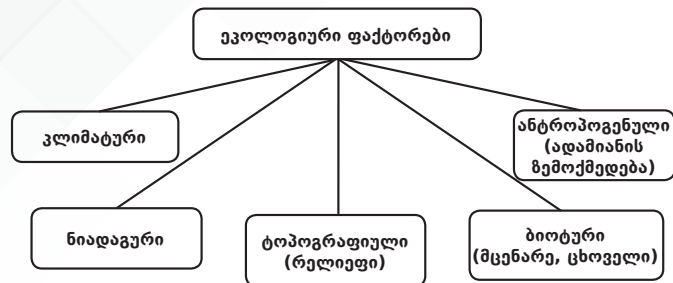 ეკოლოგიური ფაქტორები
კლიმატური
ანტროპოგენული
(ადამიანის
ზემოქმედება)
ნიადაგური
ტოპოგრაფიული
(რელიეფი)
ბიოტური
(მცენარე, ცხოველი)